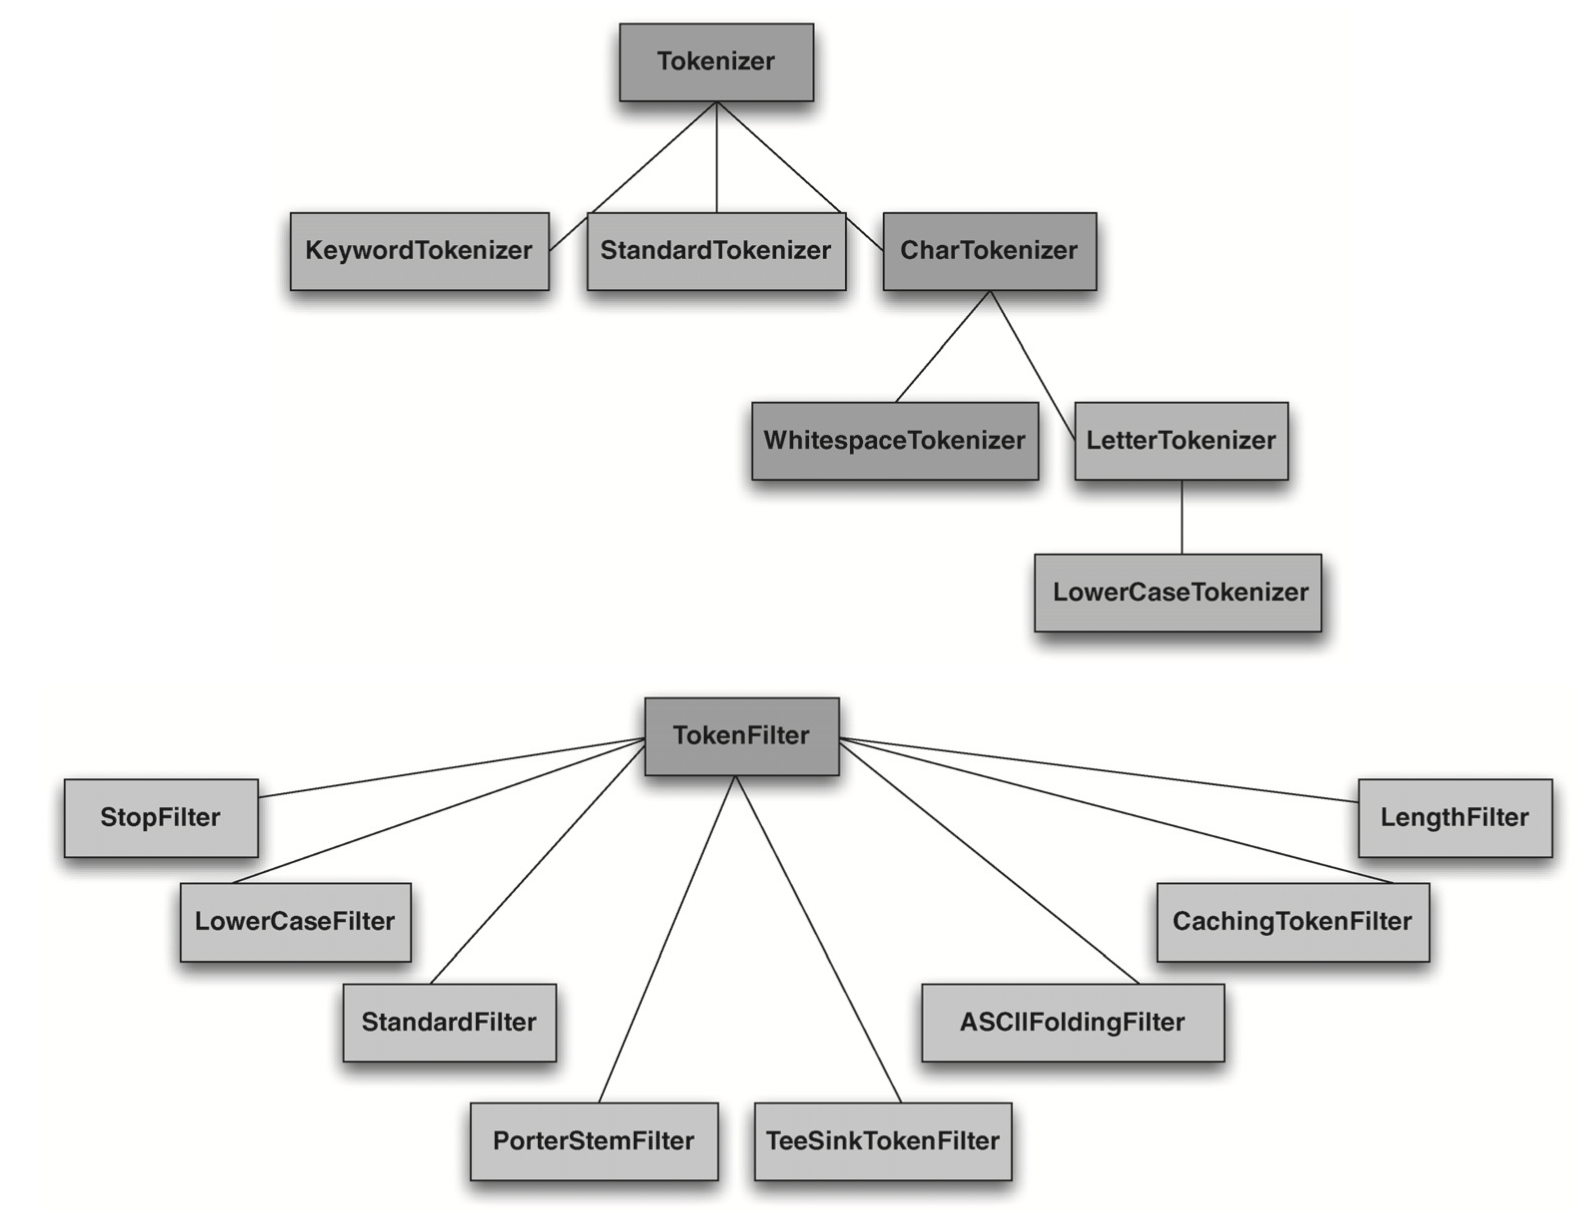 Tokenizer
KeywordTokenizer
StandardTokenizer
CharTokenizer
WhitespaceTokenizer
LetterTokenizer
LowerCaseTokenizer
TokenFilter
StopFilter
LengthFilter
LowerCaseFilter
CachingTokenFilter
StandardFilter
ASCIIFoldingFilter
PorterStemFilter
TeeSinkTokenFilter